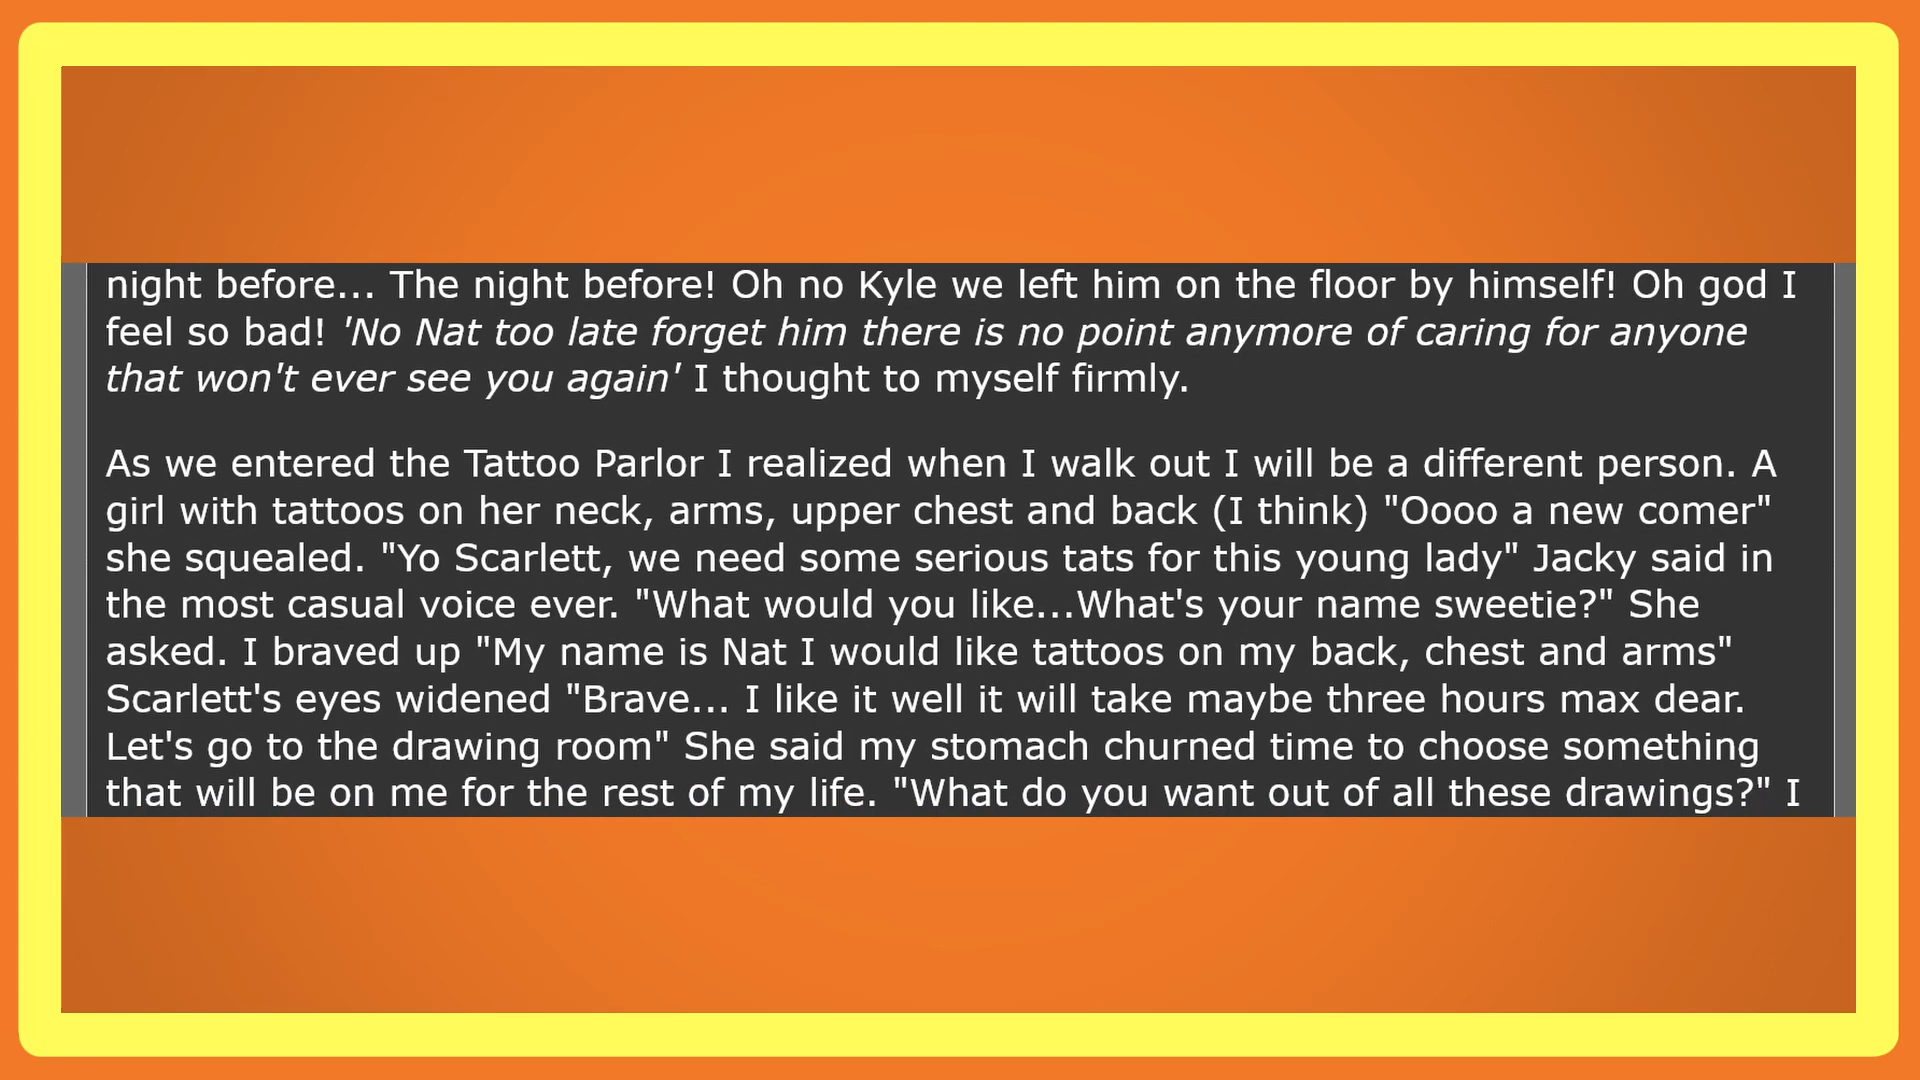 night before... The night before! Oh no Kyle we left him on the floor by himself! Oh god I
feel so bad! 'No Nat too late forget him there is no point anymore of caring for anyone
that won't ever see you again' I thought to myself firmly.
As we entered the Tattoo Parlor I realized when I walk out I will be a different person. A
girl with tattoos on her neck, arms, upper chest and back (I think) "Oooo a new comer"
she squealed. "Yo Scarlett, we need some serious tats for this young lady" Jacky said in
the most casual voice ever. "What would you like...What's your name sweetie?" She
asked. I braved up "My name is Nat I would like tattoos on my back, chest and arms"
Scarlett's eyes widened "Brave... I like it well it will take maybe three hours max dear.
Let's go to the drawing room" She said my stomach churned time to choose something
that will be on me for the rest of my life. "What do you want out of all these drawings?" I